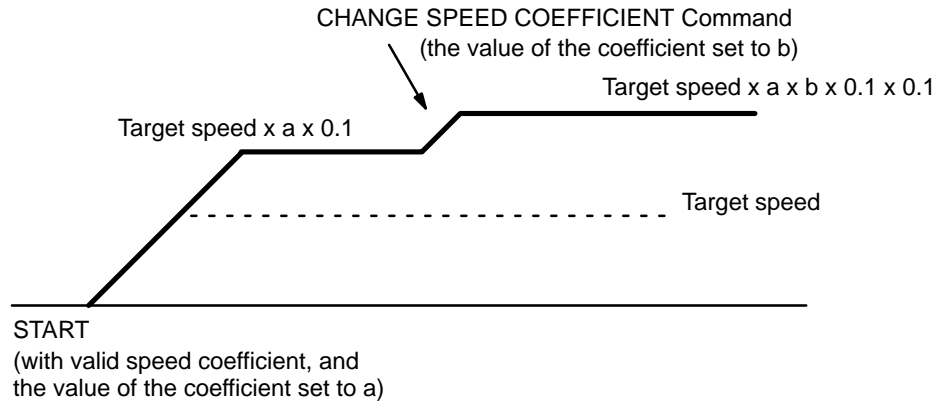 CHANGE SPEED COEFFICIENT Command
(the value of the coefficient set to b)
Target speed x a x b x 0.1 x 0.1
Target speed x a x 0.1
Target speed
START
(with valid speed coefficient, and
the value of the coefficient set to a)